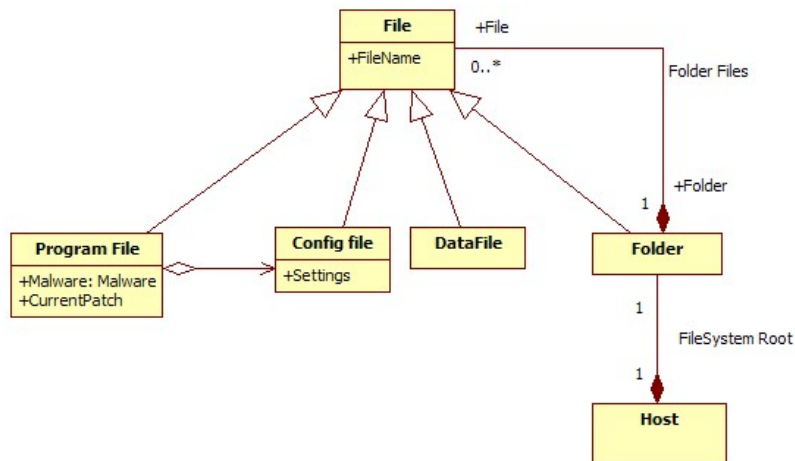 File
+File
+FileName
0..*
Folder Files
+Folder
1
Program File
+Malware: Malware
+CurrentPatch
Config file
+Settings
DataFile
Folder
1
FileSystem Root
1
Host